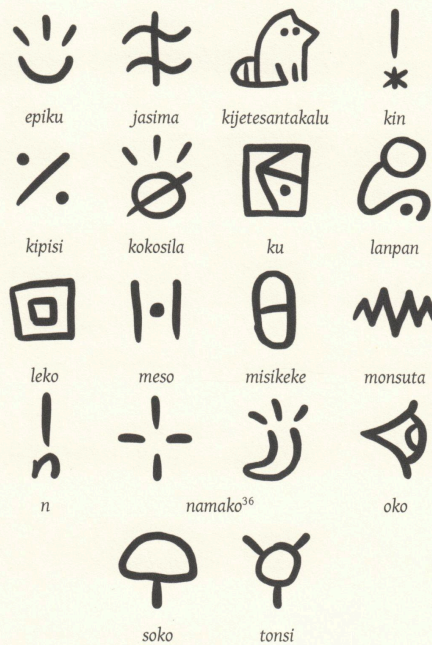 epiku jasima kijetesantakalu kin
kipisi kokosila ku lanpan
leko meso misikeke monsuta
n namako³⁶ oko
soko tonsi